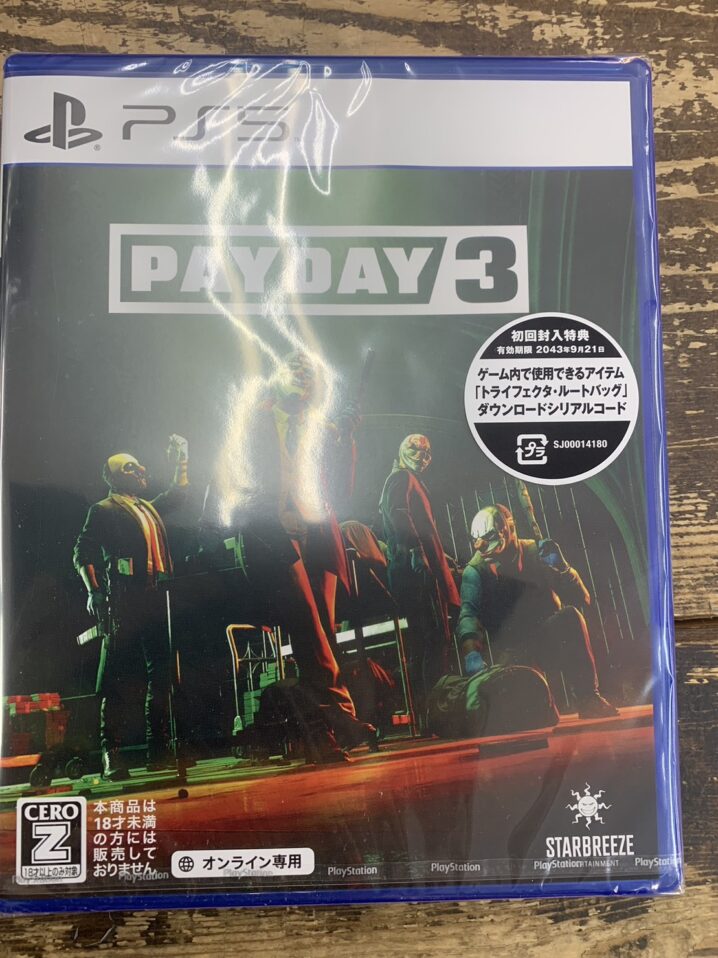 PS5
PAYDAY 3
初回封入特典
有効期限 2043年9月21日
ゲーム内で使用できるアイテム
「トライフェクタ・ルートバッグ」
ダウンロードシリアルコード
プラ
SJ00014180
CERO
Z
18才以上のみ対象
本商品は
18才未満
の方には
販売して
おりません。
オンライン専用
STARBREEZE
ENTERTAINMENT
PlayStation
PlayStation
PlayStation
PlayStation
PlayStation
PlayStation